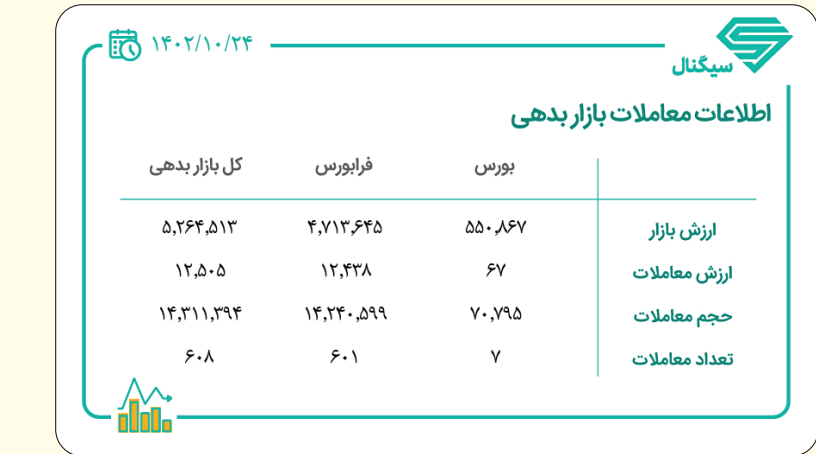 سیگنال
۱۴۰۲/۱۰/۲۴
اطلاعات معاملات بازار بدهی
بورس فرابورس کل بازار بدهی
ارزش بازار ۵۵۰,۸۶۷ ۴,۷۱۳,۶۴۵ ۵,۲۶۴,۵۱۳
ارزش معاملات ۶۷ ۱۲,۴۳۸ ۱۲,۵۰۵
حجم معاملات ۷۰,۷۹۵ ۱۴,۲۴۰,۵۹۹ ۱۴,۳۱۱,۳۹۴
تعداد معاملات ۷ ۶۰۱ ۶۰۸